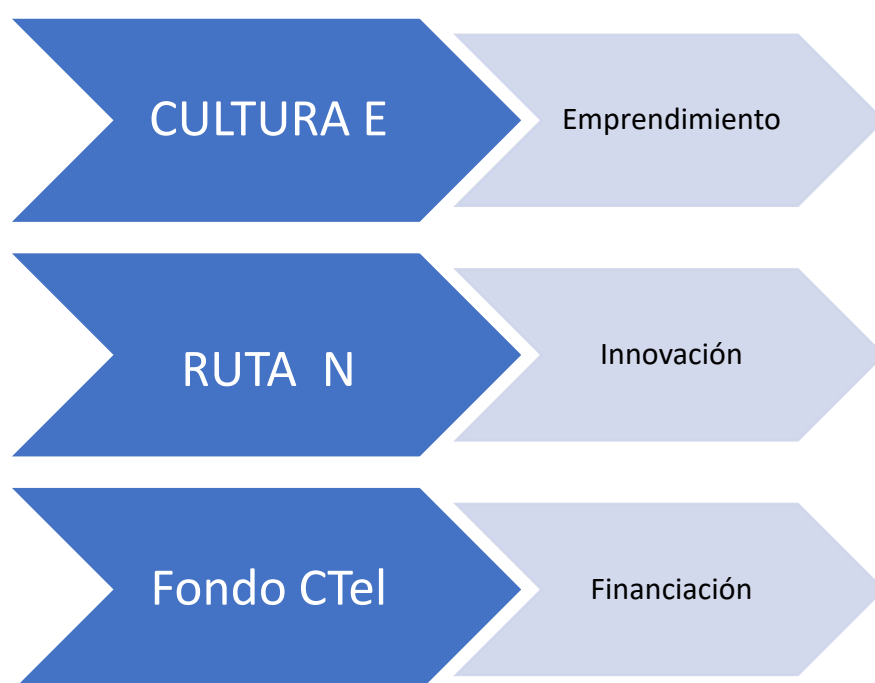 CULTURA E
Emprendimiento
RUTA N
Innovación
Fondo CTel
Financiación